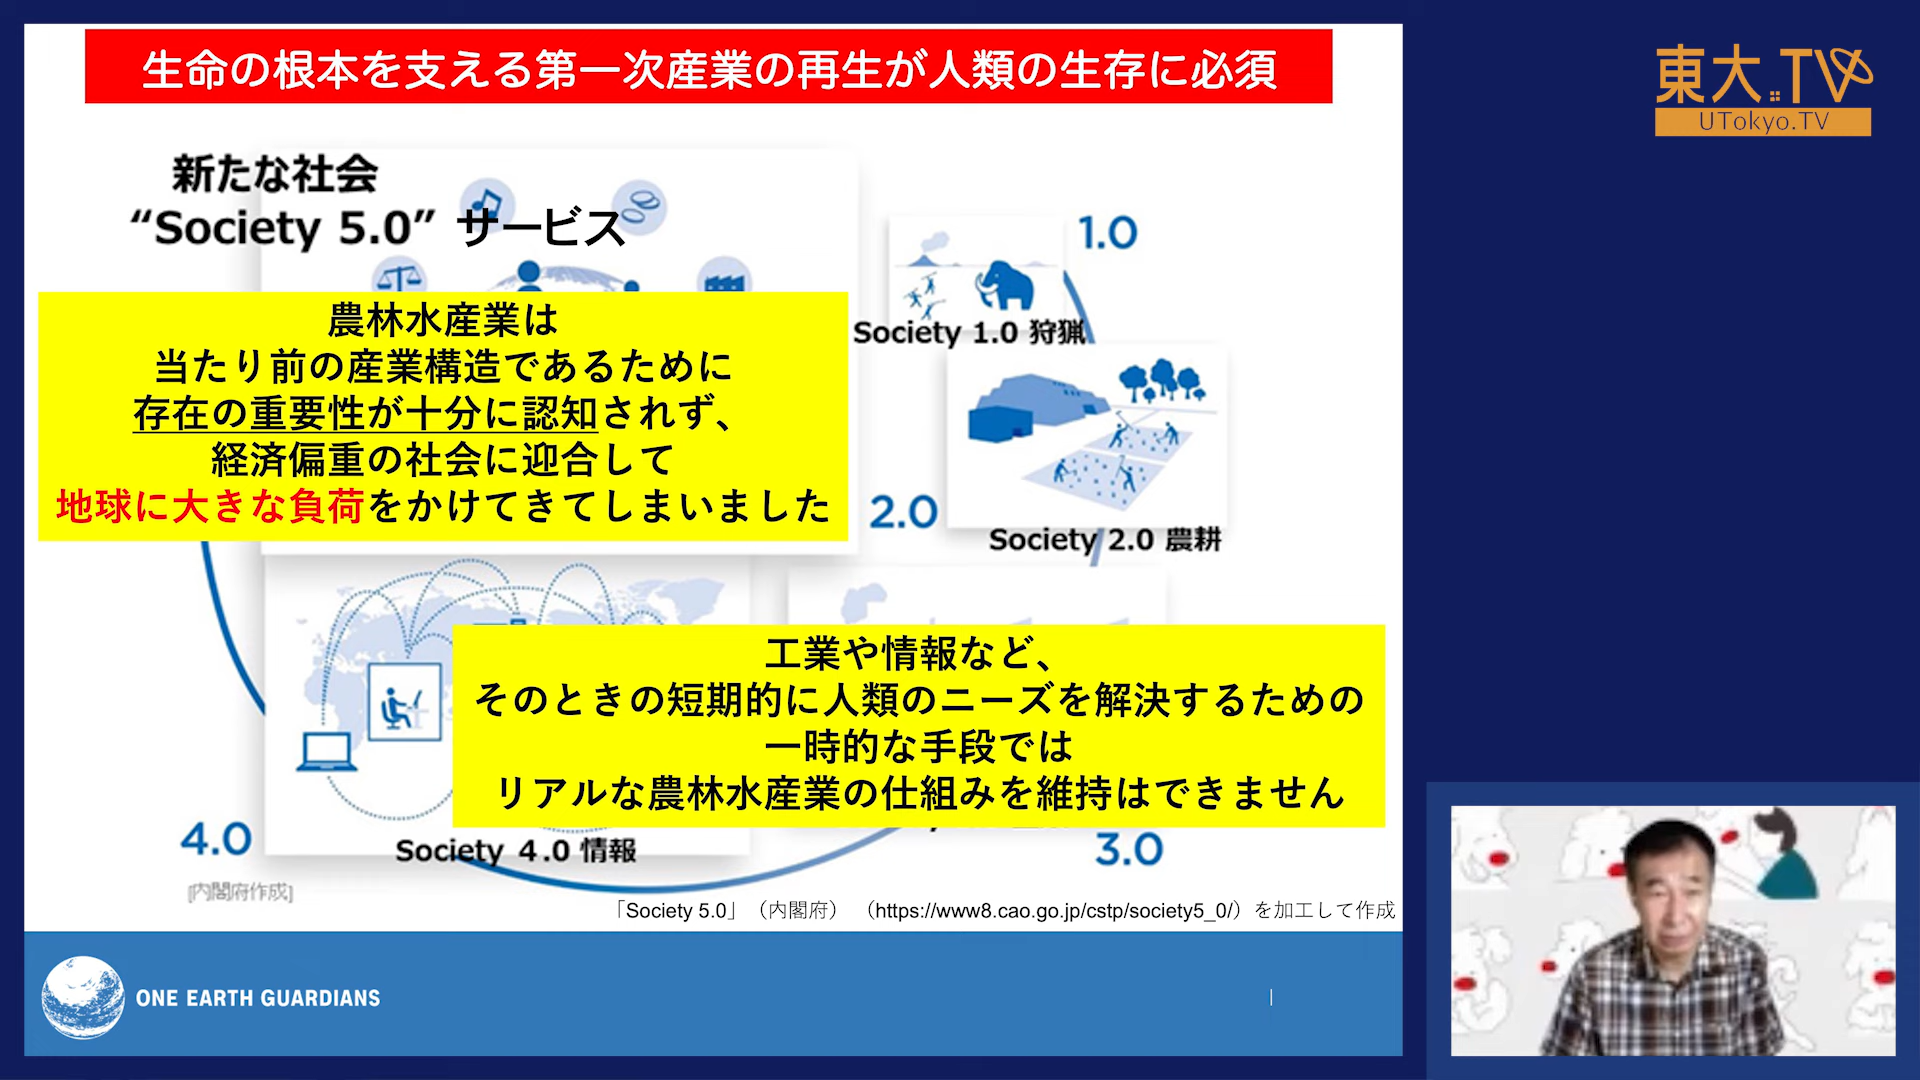 生命の根本を支える第一次産業の再生が人類の生存に必須
東大TV
UTokyo.TV
新たな社会
“Society 5.0” サービス
1.0
Society 1.0 狩猟
農林水産業は
当たり前の産業構造であるために
存在の重要性が十分に認知されず、
経済偏重の社会に迎合して
地球に大きな負荷をかけてきてしまいました
2.0
Society 2.0 農耕
工業や情報など、
そのときの短期的に人類のニーズを解決するための
一時的な手段では
リアルな農林水産業の仕組みを維持はできません
4.0
Society 4.0 情報
3.0
[内閣府作成]
「Society 5.0」（内閣府）（https://www8.cao.go.jp/cstp/society5_0/）を加工して作成
ONE EARTH GUARDIANS